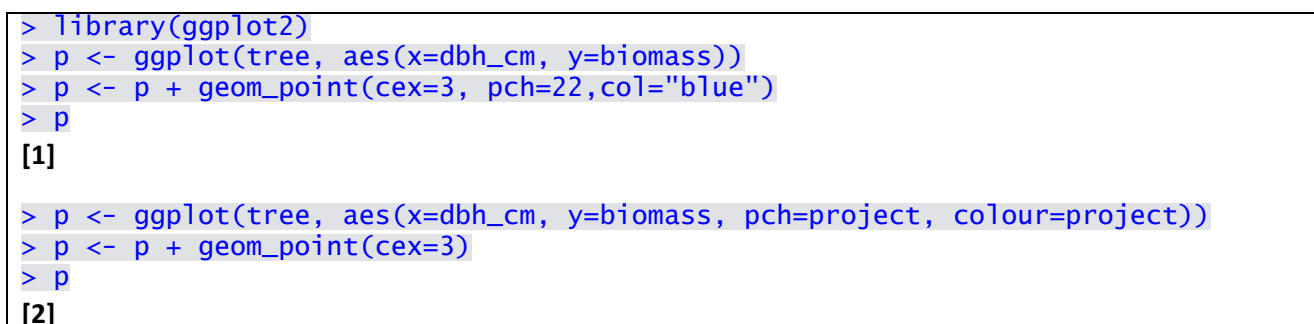 > library(ggplot2)
> p <- ggplot(tree, aes(x=dbh_cm, y=biomass))
> p <- p + geom_point(cex=3, pch=22,col="blue")
> p
[1]
> p <- ggplot(tree, aes(x=dbh_cm, y=biomass, pch=project, colour=project))
> p <- p + geom_point(cex=3)
> p
[2]